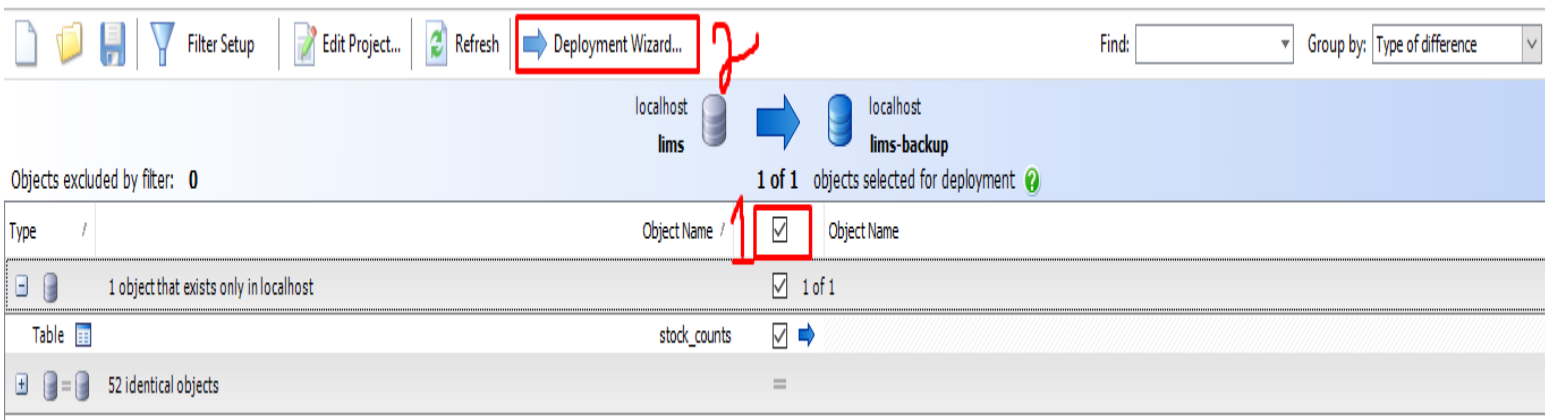 Filter Setup Edit Project... Refresh Deployment Wizard... 2 Find: Group by: Type of difference
localhost localhost
lims lims-backup
Objects excluded by filter: 0 1 of 1 objects selected for deployment ?
Type / Object Name / 1 Object Name
1 object that exists only in localhost 1 of 1
Table stock_counts
52 identical objects =